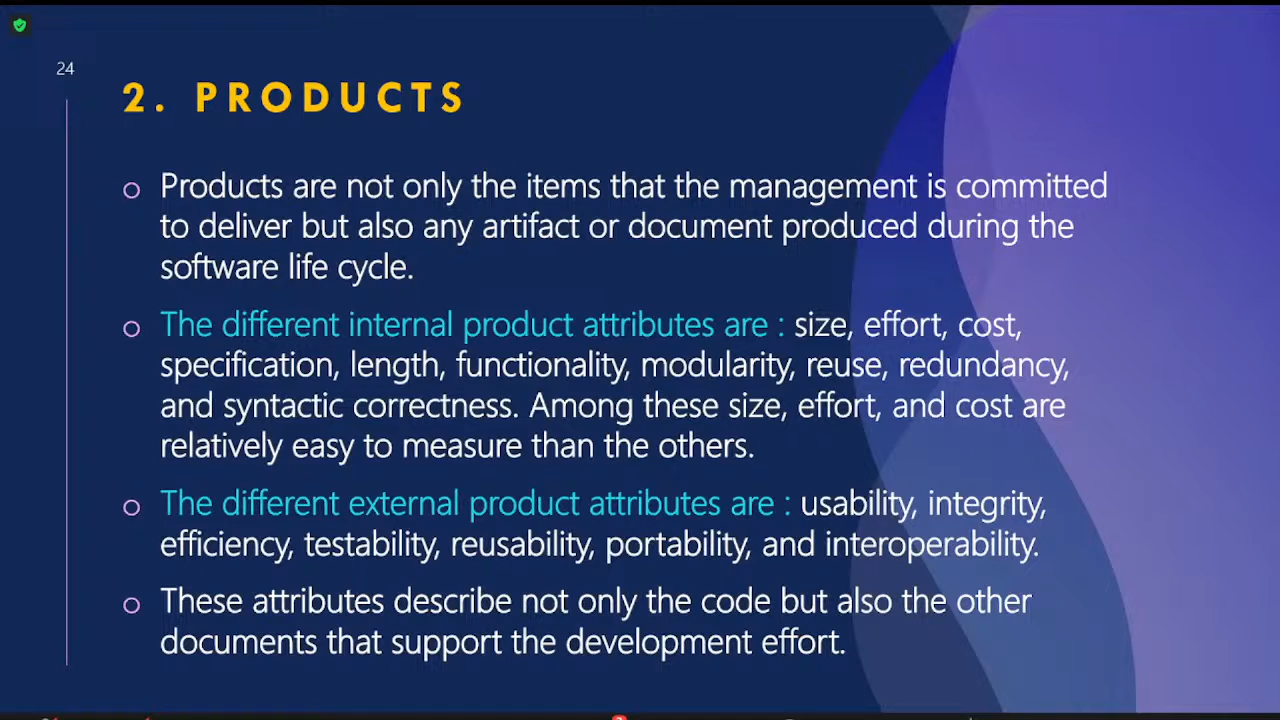 24
2. PRODUCTS
Products are not only the items that the management is committed
to deliver but also any artifact or document produced during the
software life cycle.
The different internal product attributes are : size, effort, cost,
specification, length, functionality, modularity, reuse, redundancy,
and syntactic correctness. Among these size, effort, and cost are
relatively easy to measure than the others.
The different external product attributes are : usability, integrity,
efficiency, testability, reusability, portability, and interoperability.
These attributes describe not only the code but also the other
documents that support the development effort.